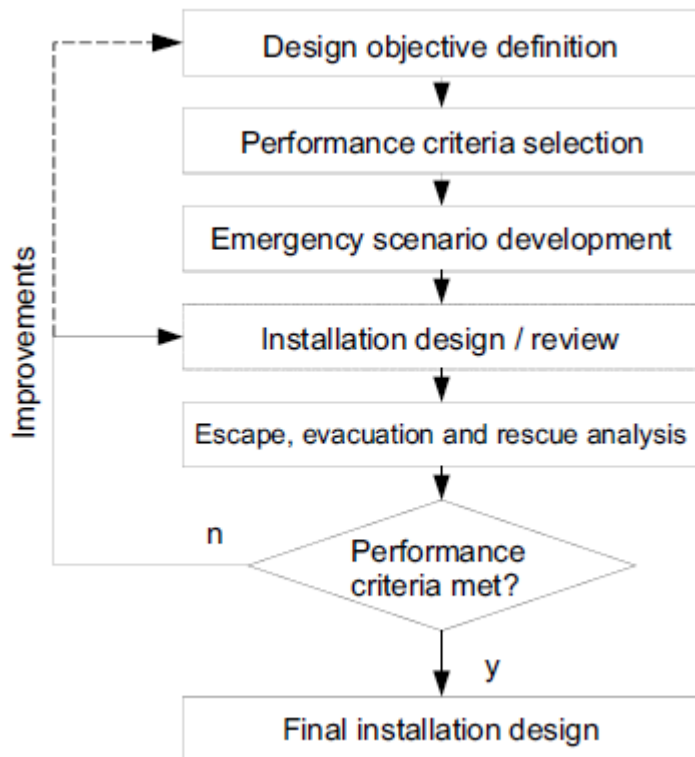 Design objective definition
Performance criteria selection
Emergency scenario development
Installation design / review
Improvements
Escape, evacuation and rescue analysis
n
Performance
criteria met?
y
Final installation design